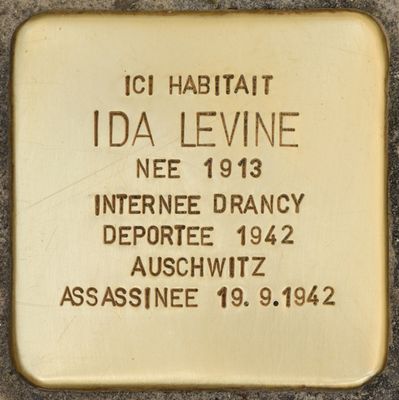 ICI HABITAIT
IDA LEVINE
NEE 1913
INTERNEE DRANCY
DEPORTEE 1942
AUSCHWITZ
ASSASSINEE 19.9.1942